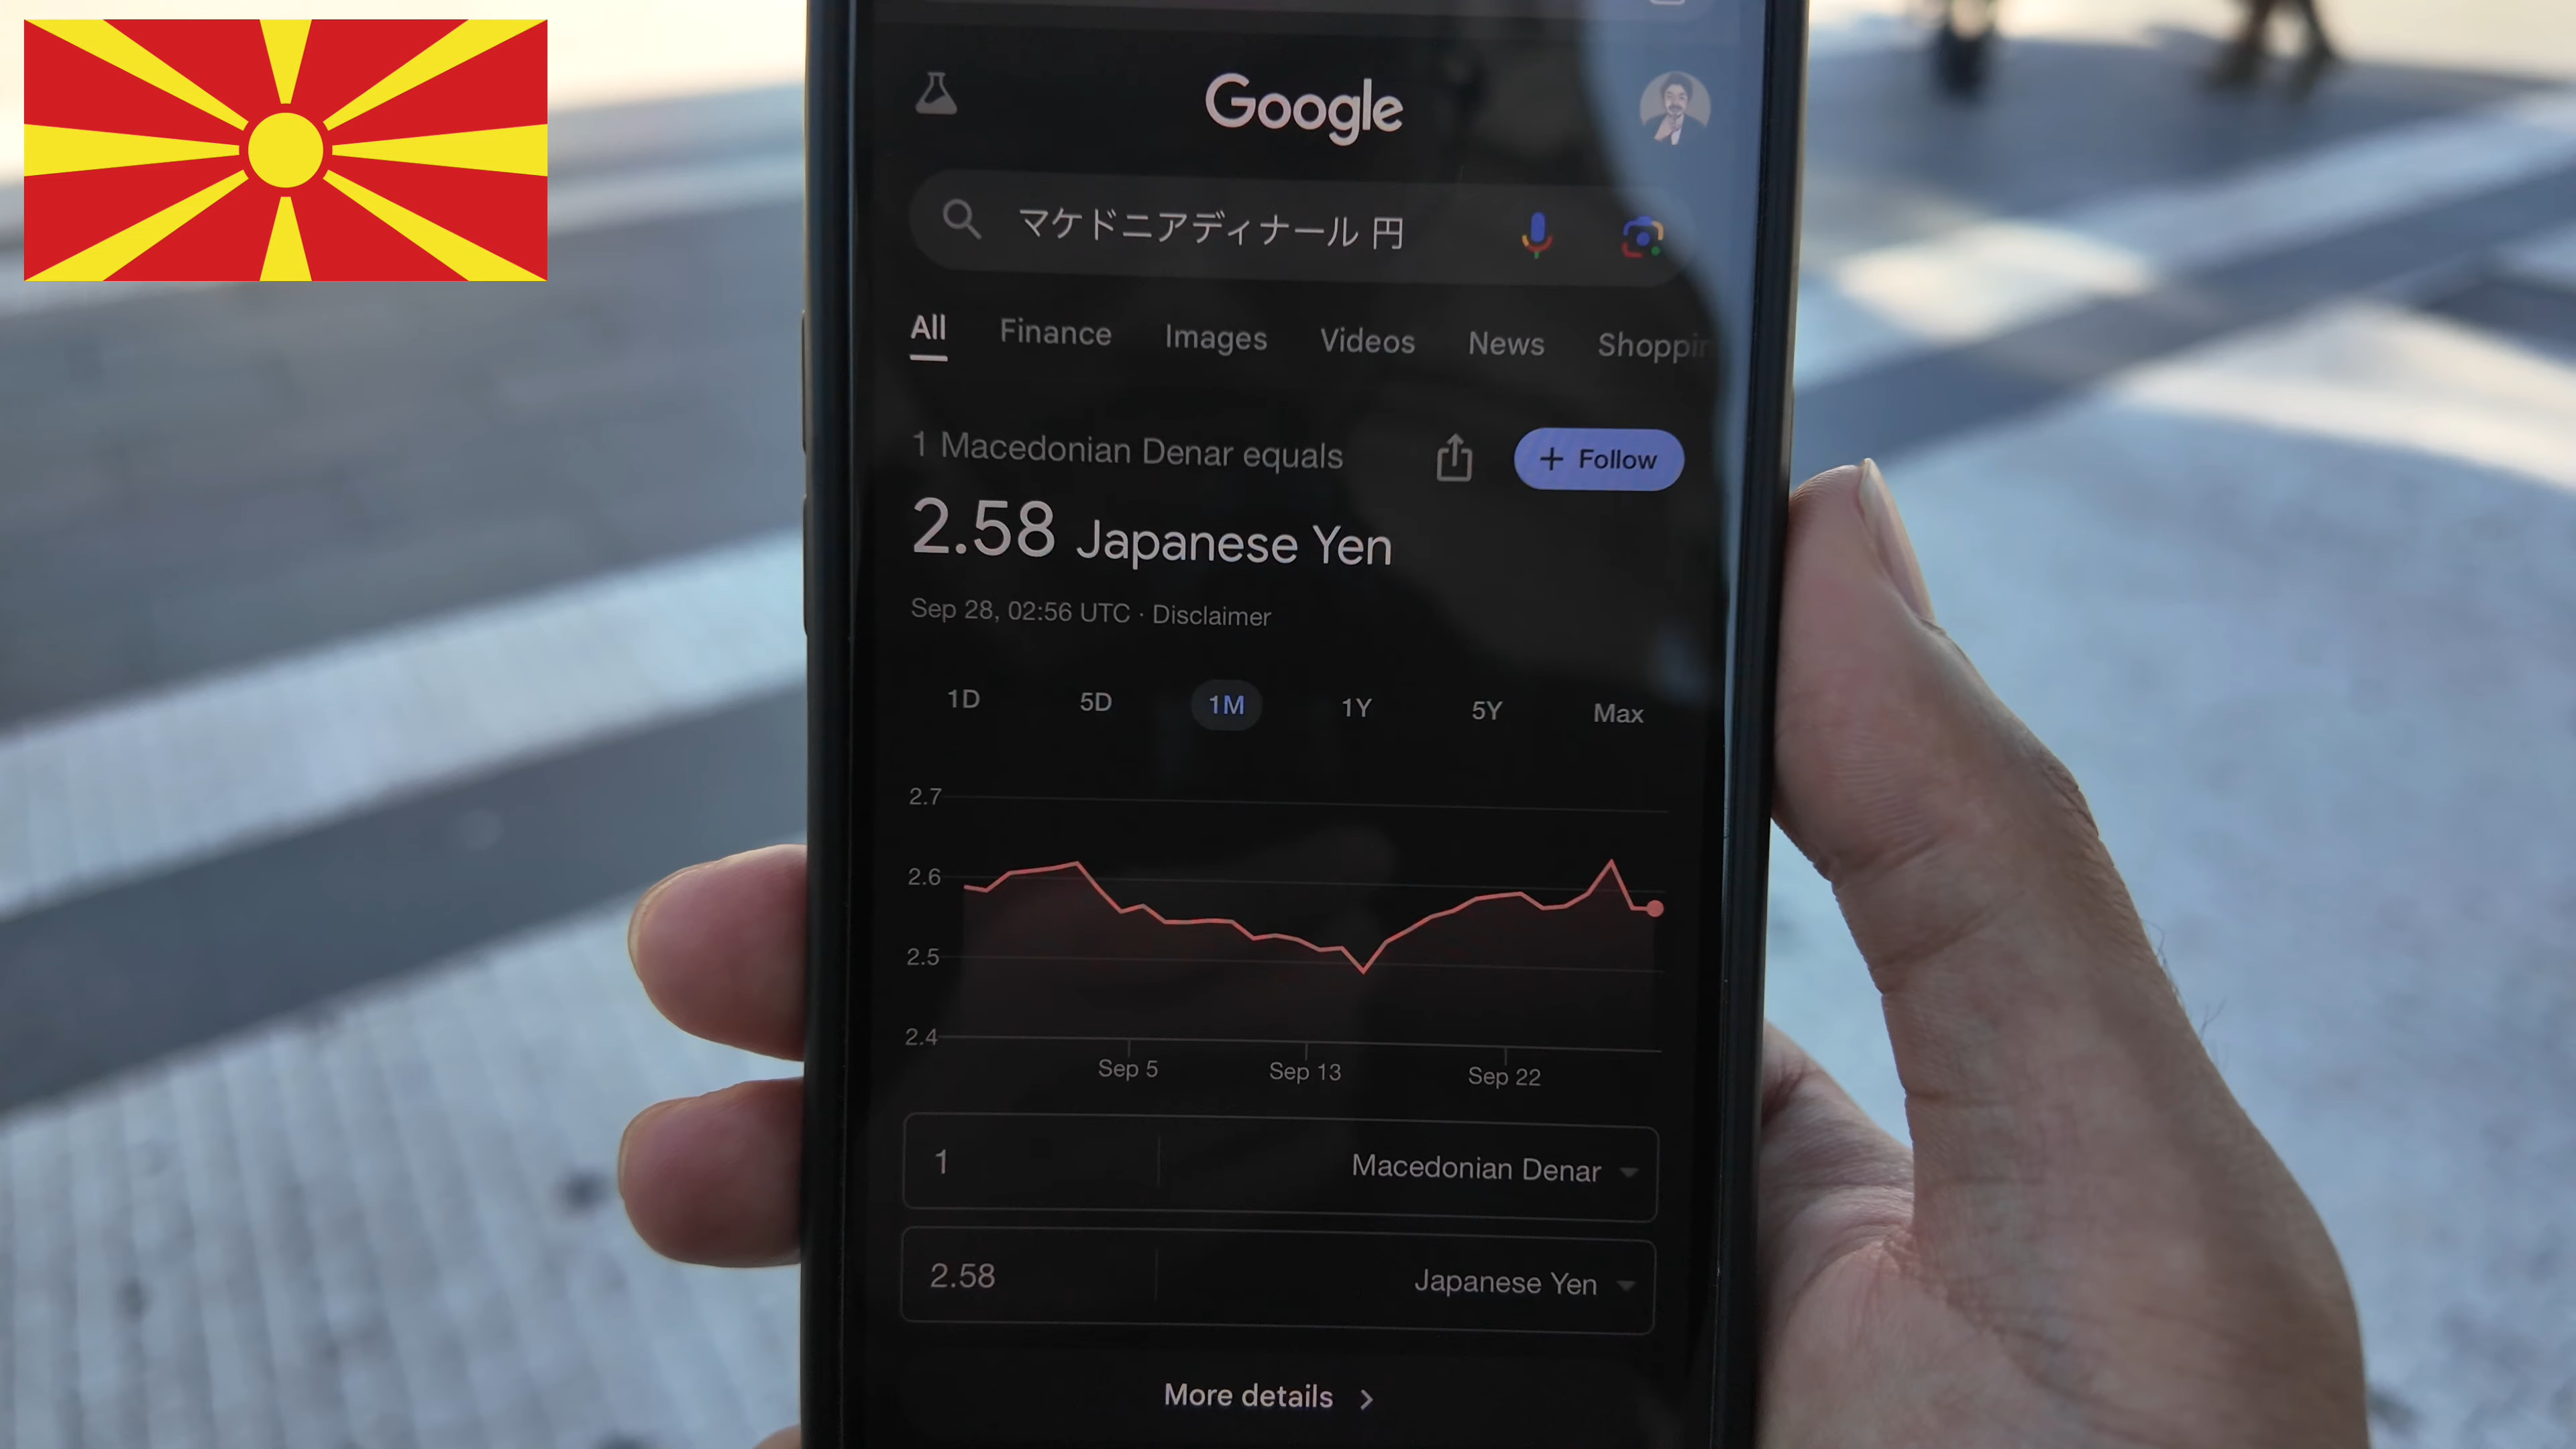 Google
マケドニアディナール 円
All Finance Images Videos News Shoppin
1 Macedonian Denar equals
+ Follow
2.58 Japanese Yen
Sep 28, 02:56 UTC · Disclaimer
1D 5D 1M 1Y 5Y Max
2.7
2.6
2.5
2.4
Sep 5 Sep 13 Sep 22
1 Macedonian Denar
2.58 Japanese Yen
More details